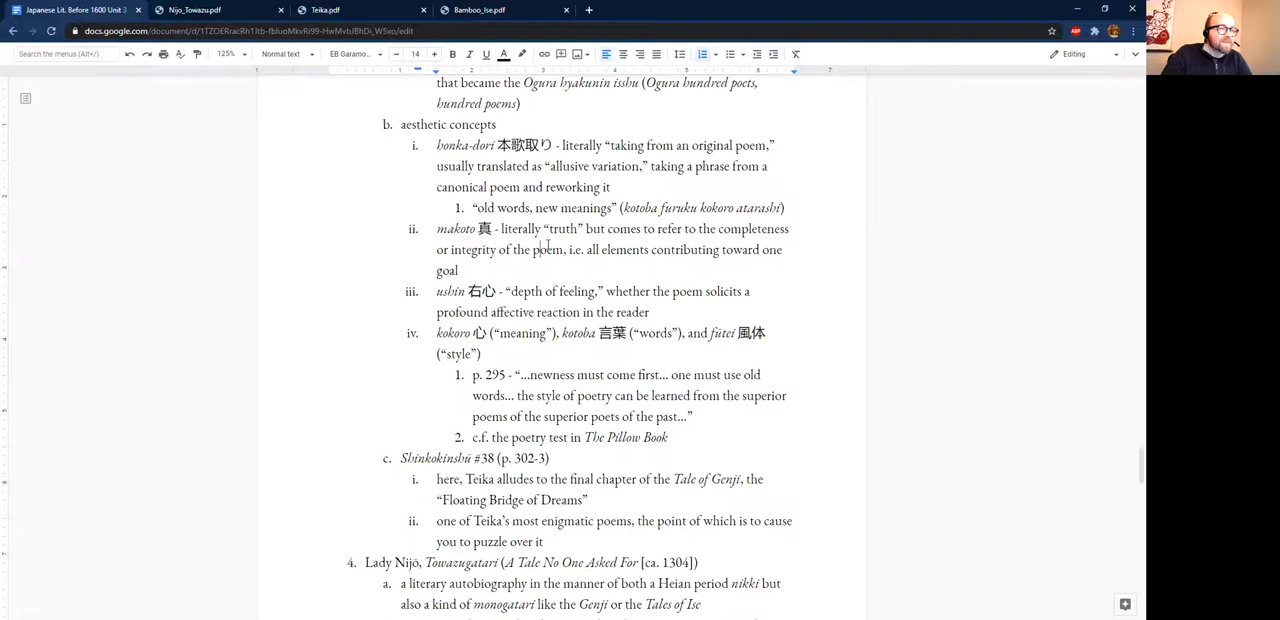 Japanese Lit. Before 1600 Unit 3
Nijo_Towazu.pdf
Teika.pdf
Bamboo_Ise.pdf
docs.google.com/document/d/1TZOERracRh1Jtb-fbluoMkvRi99-HwMvbJBhDi_W5xo/edit
Search the menus (Alt+/)
125%
Normal text
EB Garamo...
14
Editing
that became the Ogura hyakunin isshu (Ogura hundred poets,
hundred poems)
b. aesthetic concepts
i. honka-dori 本歌取り - literally “taking from an original poem,”
usually translated as “allusive variation,” taking a phrase from a
canonical poem and reworking it
1. “old words, new meanings” (kotoba furuku kokoro atarashi)
ii. makoto 真 - literally “truth” but comes to refer to the completeness
or integrity of the poem, i.e. all elements contributing toward one
goal
iii. ushin 右心 - “depth of feeling,” whether the poem solicits a
profound affective reaction in the reader
iv. kokoro 心 (“meaning”), kotoba 言葉 (“words”), and fūtei 風体
(“style”)
1. p. 295 - “...newness must come first... one must use old
words... the style of poetry can be learned from the superior
poems of the superior poets of the past...”
2. c.f. the poetry test in The Pillow Book
c. Shinkokinshū #38 (p. 302-3)
i. here, Teika alludes to the final chapter of the Tale of Genji, the
“Floating Bridge of Dreams”
ii. one of Teika’s most enigmatic poems, the point of which is to cause
you to puzzle over it
4. Lady Nijō, Towazugatari (A Tale No One Asked For [ca. 1304])
a. a literary autobiography in the manner of both a Heian period nikki but
also a kind of monogatari like the Genji or the Tales of Ise